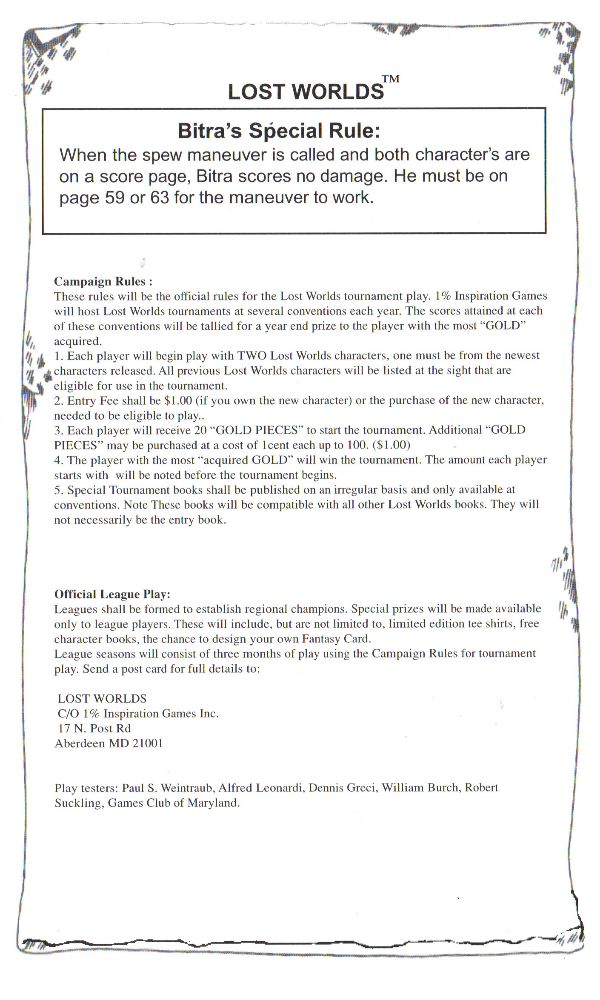 LOST WORLDS™
Bitra's Special Rule:
When the spew maneuver is called and both character's are
on a score page, Bitra scores no damage. He must be on
page 59 or 63 for the maneuver to work.
Campaign Rules :
These rules will be the official rules for the Lost Worlds tournament play. 1% Inspiration Games
will host Lost Worlds tournaments at several conventions each year. The scores attained at each
of these conventions will be tallied for a year end prize to the player with the most “GOLD”
acquired.
1. Each player will begin play with TWO Lost Worlds characters, one must be from the newest
characters released. All previous Lost Worlds characters will be listed at the sight that are
eligible for use in the tournament.
2. Entry Fee shall be $1.00 (if you own the new character) or the purchase of the new character,
needed to be eligible to play..
3. Each player will receive 20 “GOLD PIECES” to start the tournament. Additional “GOLD
PIECES” may be purchased at a cost of 1cent each up to 100. ($1.00)
4. The player with the most “acquired GOLD” will win the tournament. The amount each player
starts with will be noted before the tournament begins.
5. Special Tournament books shall be published on an irregular basis and only available at
conventions. Note These books will be compatible with all other Lost Worlds books. They will
not necessarily be the entry book.
Official League Play:
Leagues shall be formed to establish regional champions. Special prizes will be made available
only to league players. These will include, but are not limited to, limited edition tee shirts, free
character books, the chance to design your own Fantasy Card.
League seasons will consist of three months of play using the Campaign Rules for tournament
play. Send a post card for full details to:
LOST WORLDS
C/O 1% Inspiration Games Inc.
17 N. Post Rd
Aberdeen MD 21001
Play testers: Paul S. Weintraub, Alfred Leonardi, Dennis Greci, William Burch, Robert
Suckling, Games Club of Maryland.